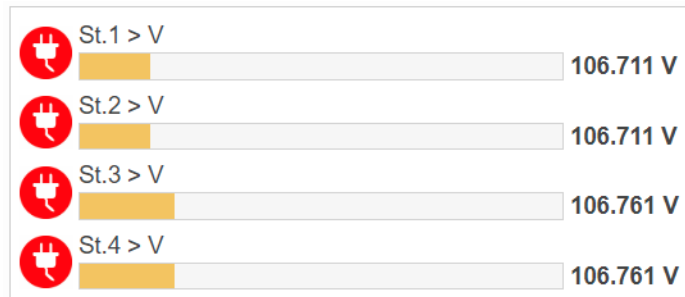 St.1 > V
106.711 V
St.2 > V
106.711 V
St.3 > V
106.761 V
St.4 > V
106.761 V